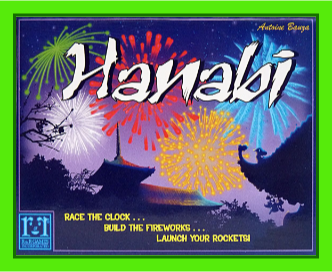 Antoine Bauza
Hanabi
RACE THE CLOCK . . .
BUILD THE FIREWORKS . . .
LAUNCH YOUR ROCKETS!